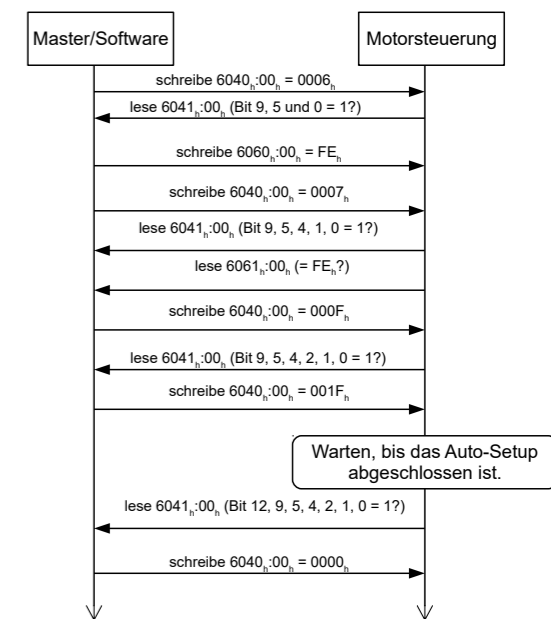 Master/Software
Motorsteuerung
schreibe 6040h:00h = 0006h
lese 6041h:00h (Bit 9, 5 und 0 = 1?)
schreibe 6060h:00h = FEh
schreibe 6040h:00h = 0007h
lese 6041h:00h (Bit 9, 5, 4, 1, 0 = 1?)
lese 6061h:00h (= FEh?)
schreibe 6040h:00h = 000Fh
lese 6041h:00h (Bit 9, 5, 4, 2, 1, 0 = 1?)
schreibe 6040h:00h = 001Fh
Warten, bis das Auto-Setup
abgeschlossen ist.
lese 6041h:00h (Bit 12, 9, 5, 4, 2, 1, 0 = 1?)
schreibe 6040h:00h = 0000h